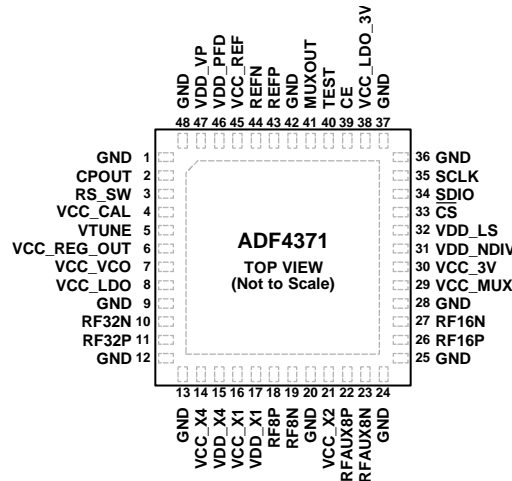 GND
VDD_VP
VDD_PFD
VCC_REF
REFN
REFP
GND
MUXOUT
TEST
CE
VCC_LDO_3V
GND
48 47 46 45 44 43 42 41 40 39 38 37
GND 1
CPOUT 2
RS_SW 3
VCC_CAL 4
VTUNE 5
VCC_REG_OUT 6
VCC_VCO 7
VCC_LDO 8
GND 9
RF32N 10
RF32P 11
GND 12
ADF4371
TOP VIEW
(Not to Scale)
36 GND
35 SCLK
34 SDIO
33 CS
32 VDD_LS
31 VDD_NDIV
30 VCC_3V
29 VCC_MUX
28 GND
27 RF16N
26 RF16P
25 GND
13 14 15 16 17 18 19 20 21 22 23 24
GND
VCC_X4
VDD_X4
VCC_X1
VDD_X1
RF8P
RF8N
GND
VCC_X2
RFAUX8P
RFAUX8N
GND